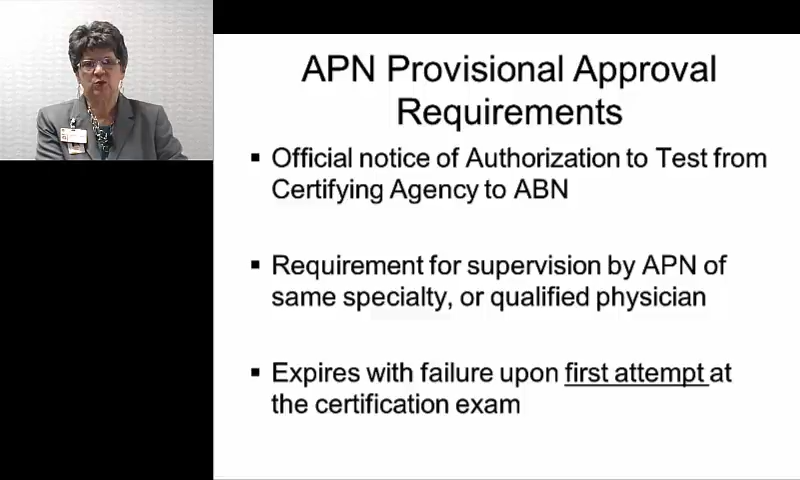 APN Provisional Approval
Requirements
▪ Official notice of Authorization to Test from
Certifying Agency to ABN
▪ Requirement for supervision by APN of
same specialty, or qualified physician
▪ Expires with failure upon first attempt at
the certification exam